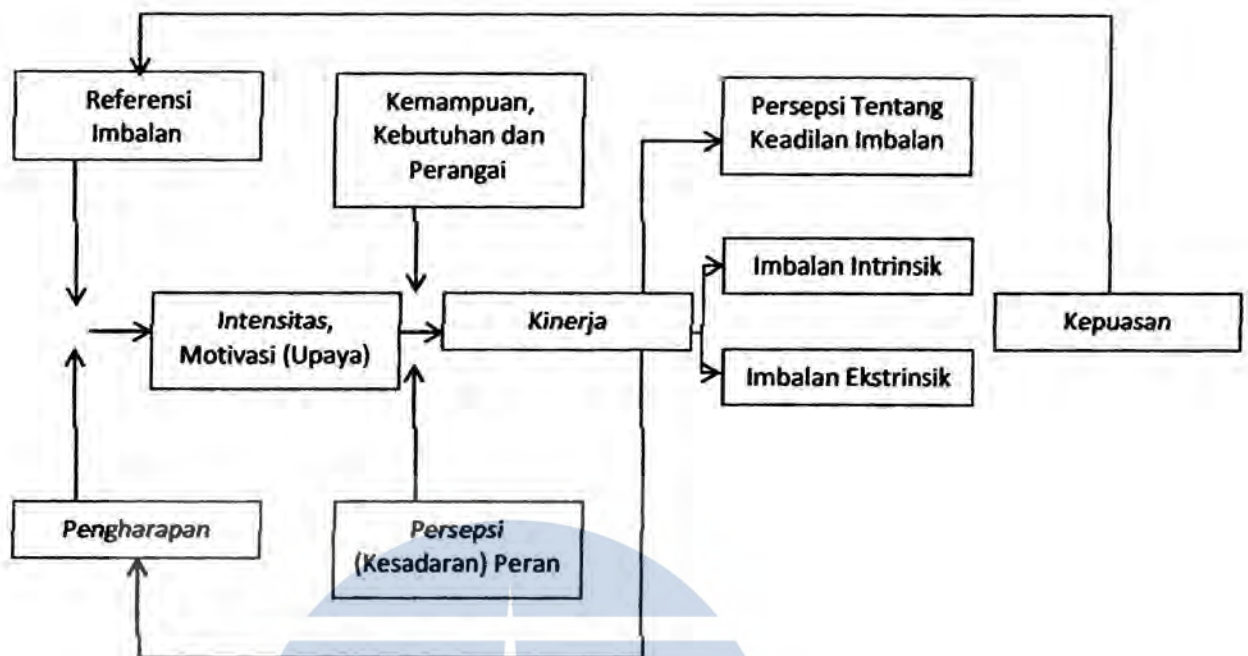 Referensi
Imbalan
Kemampuan,
Kebutuhan dan
Perangai
Persepsi Tentang
Keadilan Imbalan
Imbalan Intrinsik
Intensitas,
Motivasi (Upaya)
Kinerja
Kepuasan
Imbalan Ekstrinsik
Pengharapan
Persepsi
(Kesadaran) Peran